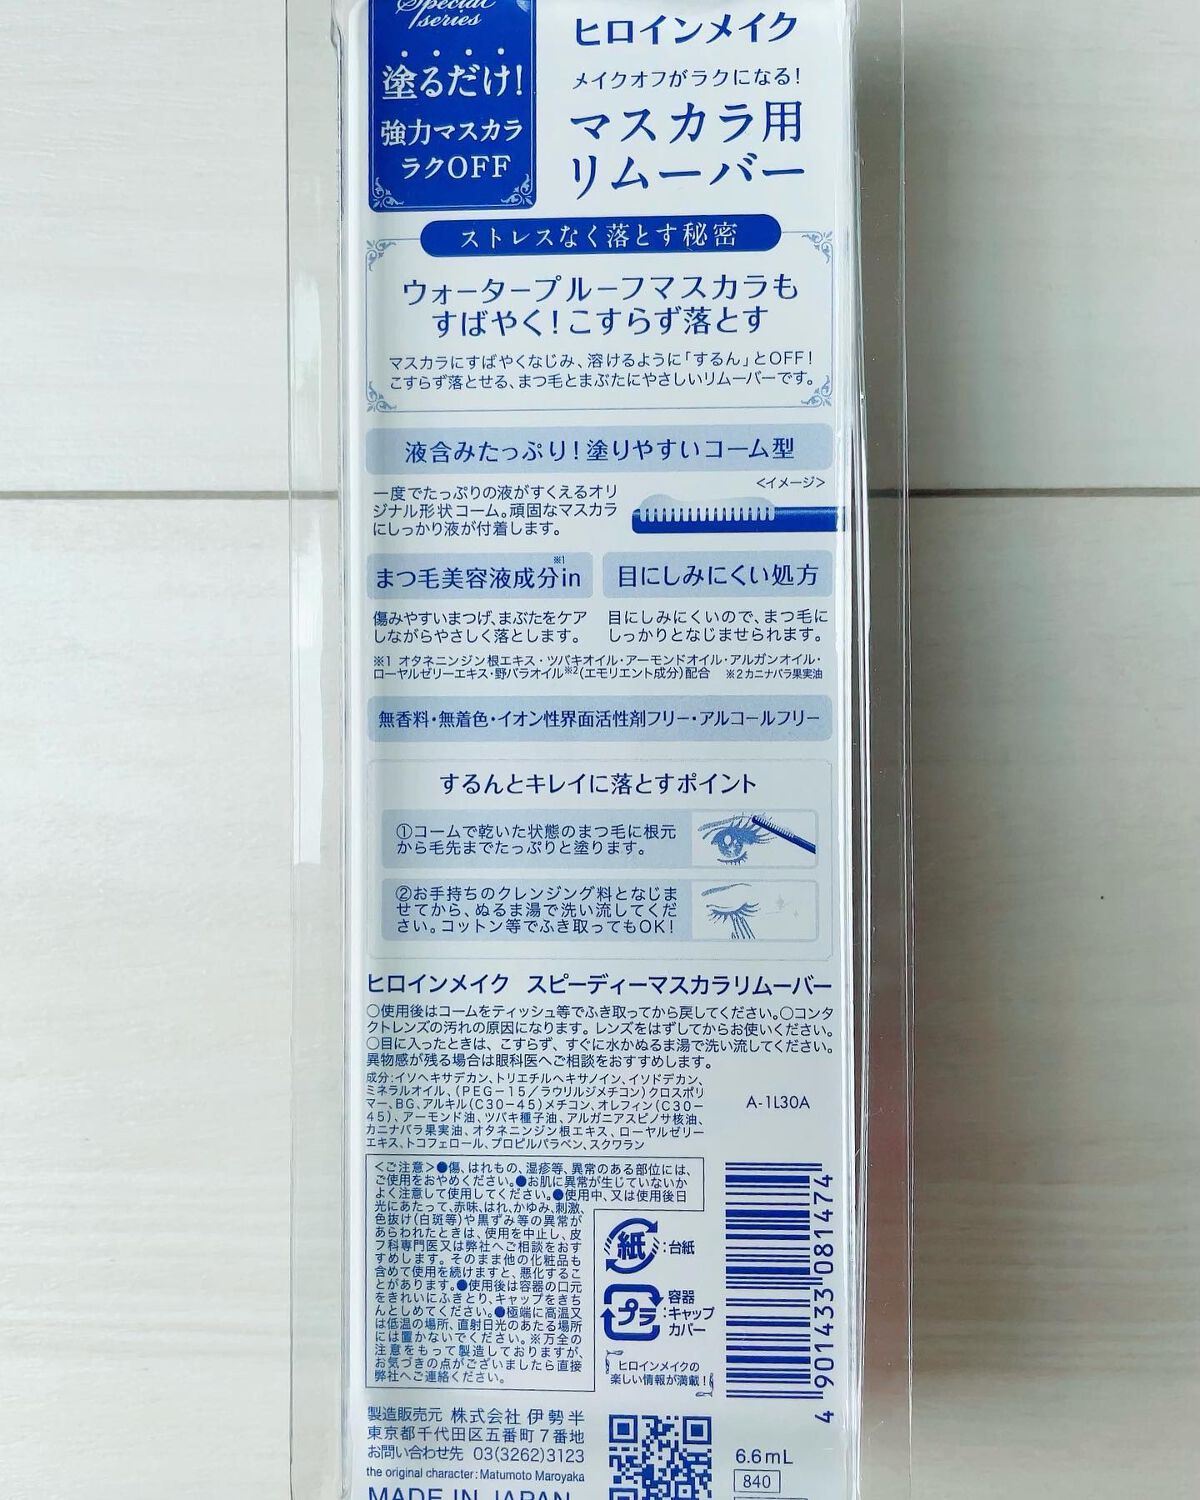 Special
series
塗るだけ!
強力マスカラ
ラクOFF
ヒロインメイク
メイクオフがラクになる!
マスカラ用
リムーバー
ストレスなく落とす秘密
ウォータープルーフマスカラも
すばやく!こすらず落とす
マスカラにすばやくなじみ、溶けるように「するん」とOFF!
こすらず落とせる、まつ毛とまぶたにやさしいリムーバーです。
液含みたっぷり!塗りやすいコーム型
一度でたっぷりの液がすくえるオリ
ジナル形状コーム。頑固なマスカラ
にしっかり液が付着します。
<イメージ>
まつ毛美容液成分※1in
傷みやすいまつげ、まぶたをケア
しながらやさしく落とします。
目にしみにくい処方
目にしみにくいので、まつ毛に
しっかりとなじませられます。
※1 オタネニンジン根エキス・ツバキオイル・アーモンドオイル・アルガンオイル・
ローヤルゼリーエキス・野バラオイル※2(エモリエント成分)配合 ※2カニナバラ果実油
無香料・無着色・イオン性界面活性剤フリー・アルコールフリー
するんとキレイに落とすポイント
①コームで乾いた状態のまつ毛に根元
から毛先までたっぷりと塗ります。
②お手持ちのクレンジング料となじま
せてから、ぬるま湯で洗い流してくだ
さい。コットン等でふき取ってもOK!
ヒロインメイク スピーディーマスカラリムーバー
○使用後はコームをティッシュ等でふき取ってから戻してください。○コンタ
クトレンズの汚れの原因になります。レンズをはずしてからお使いください。
○目に入ったときは、こすらず、すぐに水かぬるま湯で洗い流してください。
異物感が残る場合は眼科医へご相談をおすすめします。
成分:イソヘキサデカン、トリエチルヘキサノイン、イソドデカン、
ミネラルオイル、(PEG-15/ラウリルジメチコン)クロスポリ
マー、BG、アルキル(C30-45)メチコン、オレフィン(C30-
45)、アーモンド油、ツバキ種子油、アルガニアスピノサ核油、
カニナバラ果実油、オタネニンジン根エキス、ローヤルゼリー
エキス、トコフェロール、プロピルパラベン、スクワラン
A-1L30A
<ご注意>●傷、はれもの、湿疹等、異常のある部位には、
ご使用をおやめください。●お肌に異常が生じていないか
よく注意して使用してください。●使用中、又は使用後日
光にあたって、赤味、はれ、かゆみ、刺激、
色抜け(白斑等)や黒ずみ等の異常が
あらわれたときは、使用を中止し、皮
フ科専門医又は弊社へご相談をおす
すめします。そのまま他の化粧品も
含めて使用を続けますと、悪化するこ
とがあります。●使用後は容器の口元
をきれいにふきとり、キャップをきち
んとしめてください。●極端に高温又
は低温の場所、直射日光のあたる場所
には置かないでください。※万全の
注意をもって製造しておりますが、
お気づきの点がございましたら直接
弊社へご連絡ください。
紙:台紙
プラ:容器
キャップ
カバー
ヒロインメイクの
楽しい情報が満載!
4 901433 081474
製造販売元 株式会社 伊勢半
東京都千代田区五番町7番地
お問い合わせ先 03(3262)3123
the original character:Matumoto Maroyaka
MADE IN JAPAN
6.6mL
840